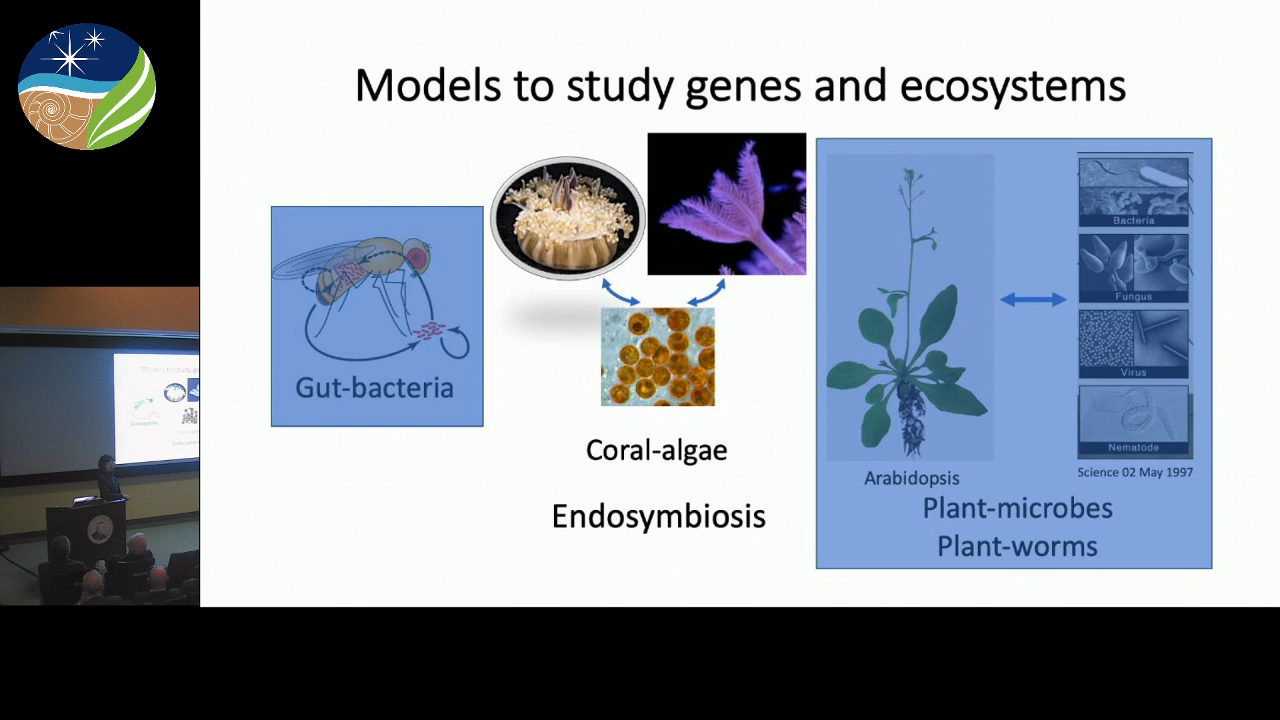 Models to study genes and ecosystems
Gut-bacteria
Coral-algae
Endosymbiosis
Arabidopsis
Bacteria
Fungus
Virus
Nematode
Science 02 May 1997
Plant-microbes
Plant-worms